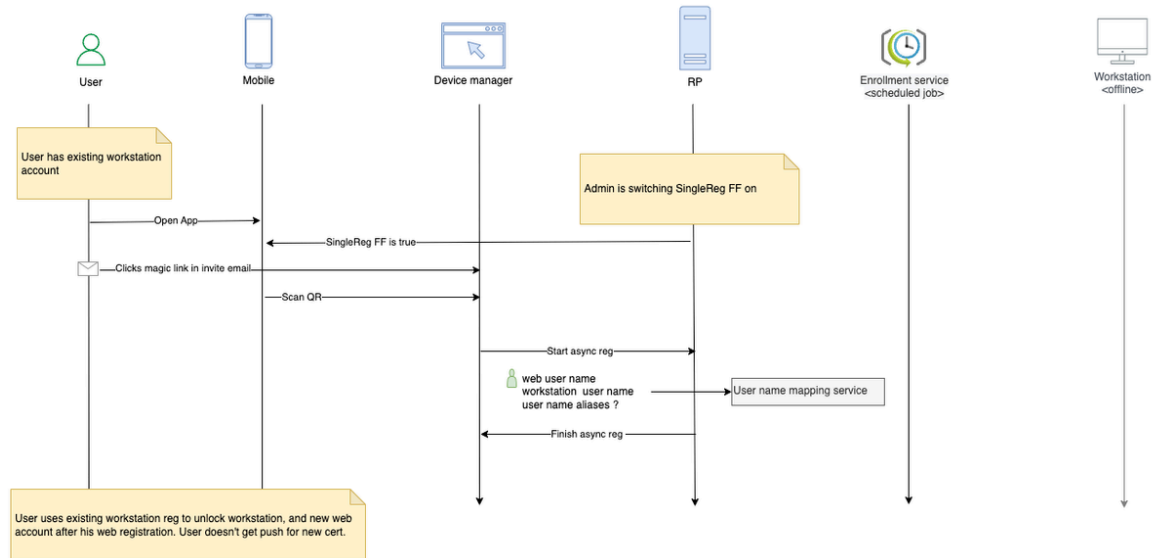 User
Mobile
Device manager
RP
Enrollment service
<scheduled job>
Workstation
<offline>
User has existing workstation
account
Admin is switching SingleReg FF on
Open App
SingleReg FF is true
Clicks magic link in invite email
Scan QR
Start async reg
web user name
workstation user name
user name aliases ?
User name mapping service
Finish async reg
User uses existing workstation reg to unlock workstation, and new web
account after his web registration. User doesn't get push for new cert.